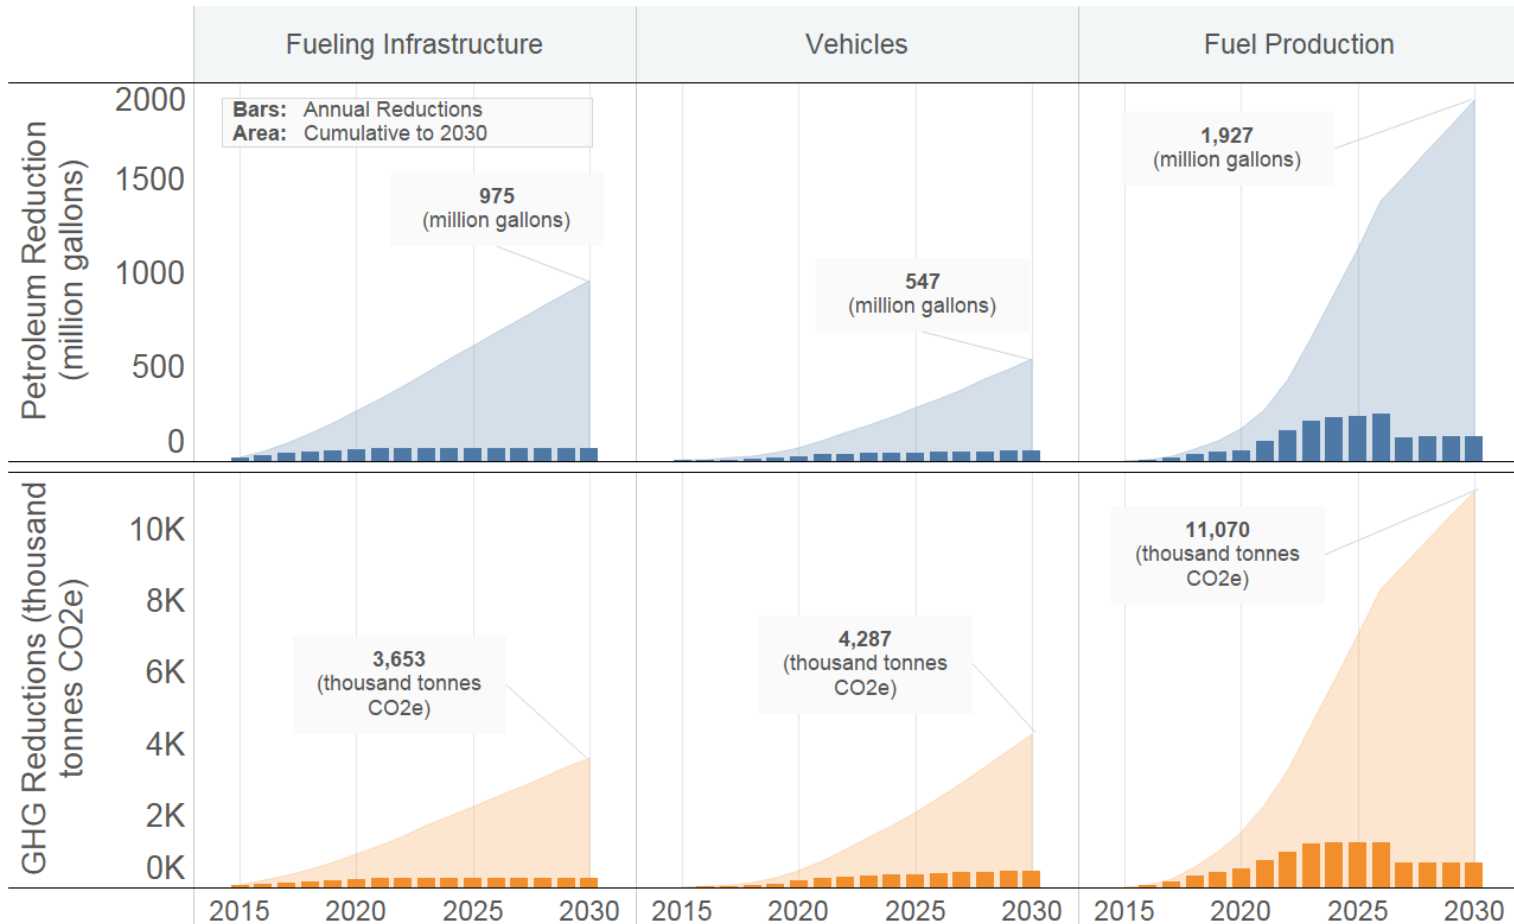 Fueling Infrastructure
Vehicles
Fuel Production
Petroleum Reduction
(million gallons)
2000
1500
1000
500
0
Bars: Annual Reductions
Area: Cumulative to 2030
975
(million gallons)
547
(million gallons)
1,927
(million gallons)
GHG Reductions (thousand
tonnes CO2e)
10K
8K
6K
4K
2K
0K
3,653
(thousand tonnes
CO2e)
4,287
(thousand tonnes
CO2e)
11,070
(thousand tonnes
CO2e)
2015 2020 2025 2030
2015 2020 2025 2030
2015 2020 2025 2030